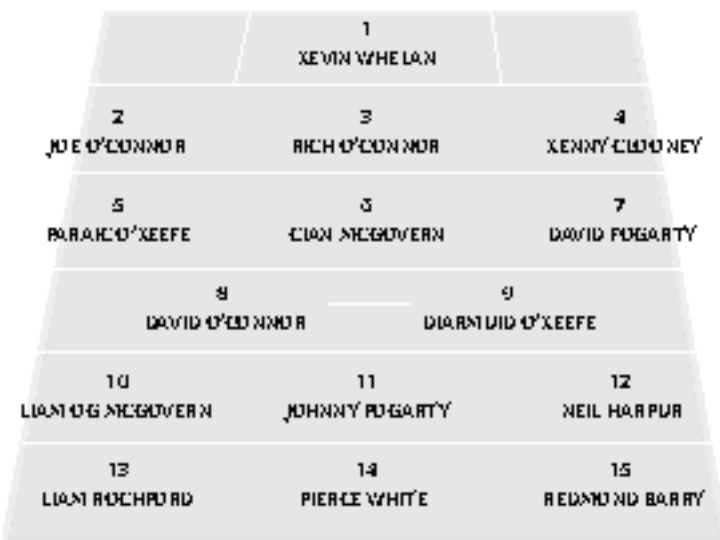 1
KEVIN WHELAN
2 3 4
JOE O'CONNOR RICH O'CONNOR KENNY CLOONEY
5 6 7
PARAIC O'KEEFE CIAN MCGOVERN DAVID FOGARTY
8 9
DAVID O'CONNOR DIARMUID O'KEEFE
10 11 12
LIAM OG MCGOVERN JOHNNY FOGARTY NEIL HARPUR
13 14 15
LIAM ROCHFORD PIERCE WHITE REDMOND BARRY